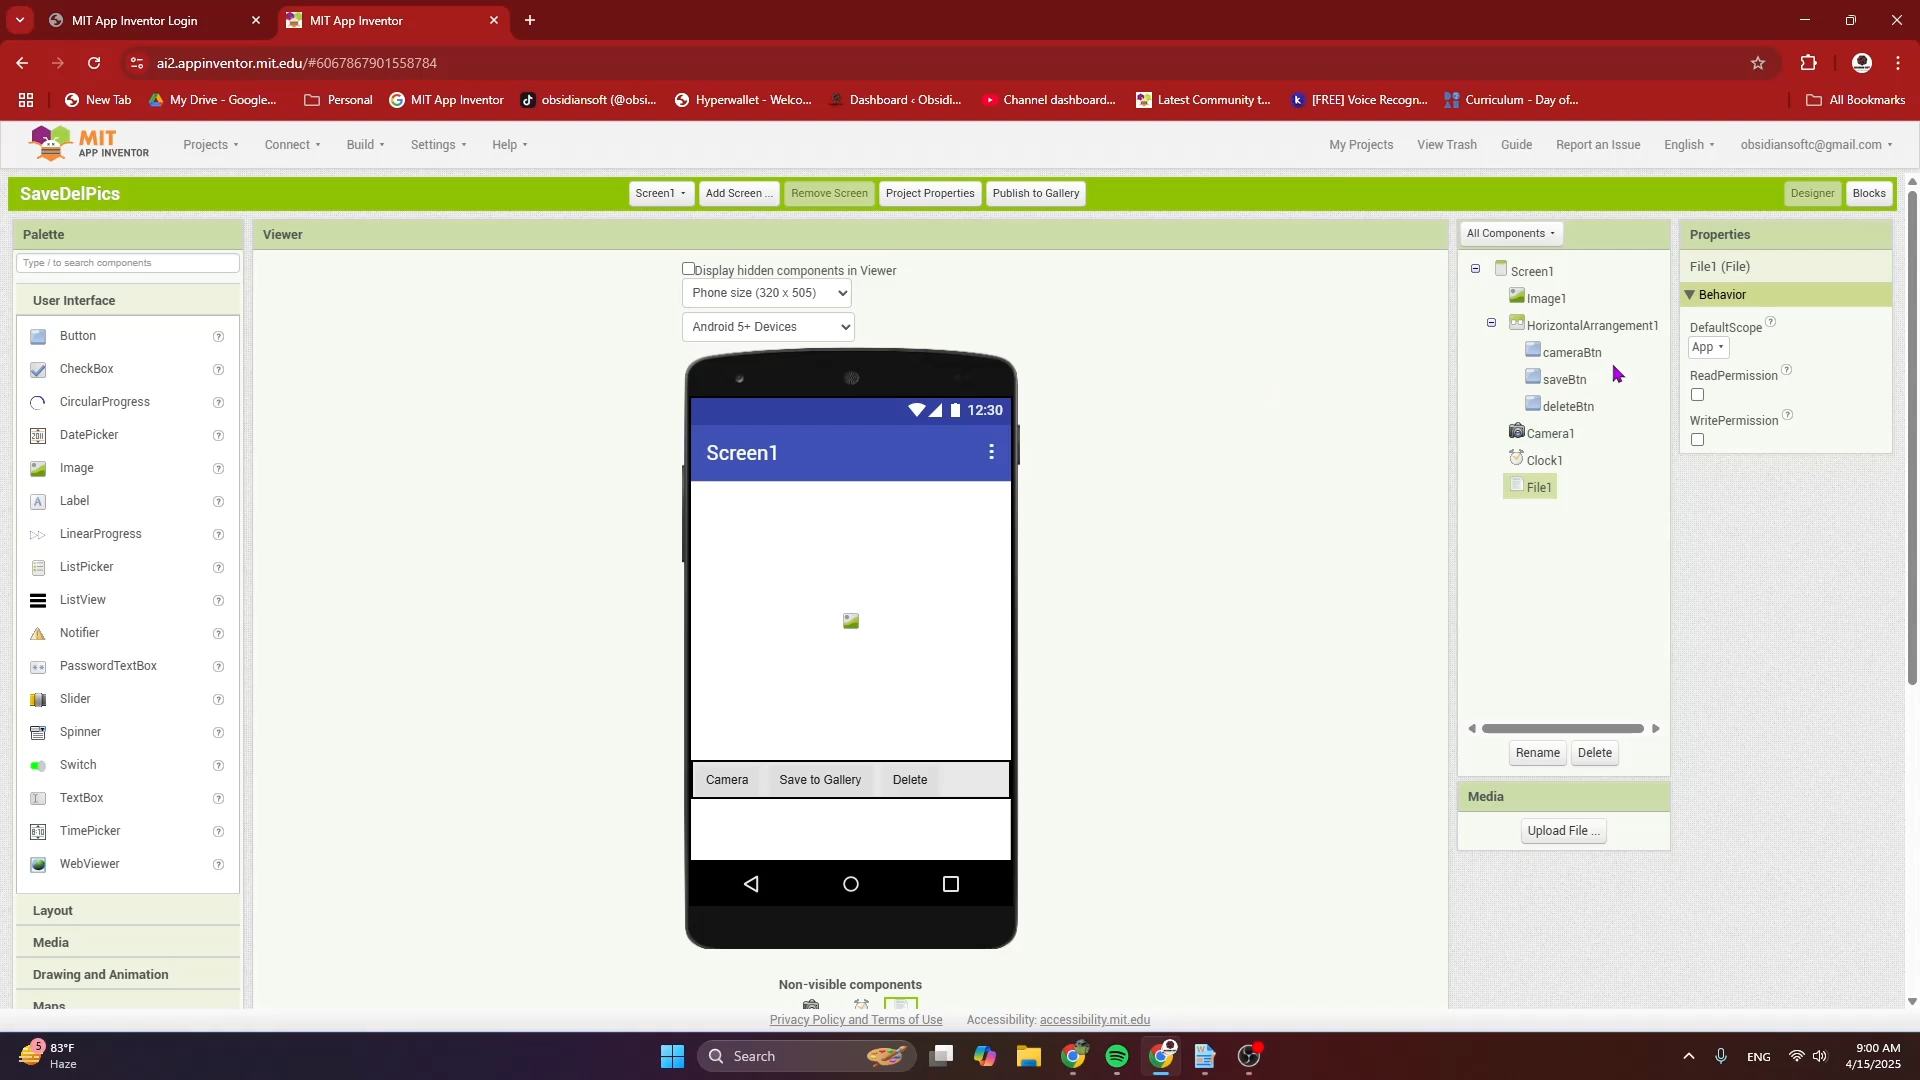 MIT App Inventor Login
MIT App Inventor
ai2.appinventor.mit.edu/#6067867901558784
New Tab
My Drive - Google...
Personal
MIT App Inventor
obsidiansoft (@obsi...
Hyperwallet - Welco...
Dashboard ‹ Obsidi...
Channel dashboard...
Latest Community t...
[FREE] Voice Recogn...
Curriculum - Day of...
All Bookmarks
MIT
APP INVENTOR
Projects
Connect
Build
Settings
Help
My Projects
View Trash
Guide
Report an Issue
English
obsidiansoftc@gmail.com
SaveDelPics
Screen1
Add Screen ...
Remove Screen
Project Properties
Publish to Gallery
Designer
Blocks
Palette
Type / to search components
User Interface
Button
CheckBox
CircularProgress
DatePicker
Image
Label
LinearProgress
ListPicker
ListView
Notifier
PasswordTextBox
Slider
Spinner
Switch
TextBox
TimePicker
WebViewer
Layout
Media
Drawing and Animation
Maps
Viewer
Display hidden components in Viewer
Phone size (320 x 505)
Android 5+ Devices
12:30
Screen1
Camera
Save to Gallery
Delete
Non-visible components
All Components
Screen1
Image1
HorizontalArrangement1
cameraBtn
saveBtn
deleteBtn
Camera1
Clock1
File1
Rename
Delete
Media
Upload File ...
Properties
File1 (File)
Behavior
DefaultScope
App
ReadPermission
WritePermission
Privacy Policy and Terms of Use
Accessibility: accessibility.mit.edu
5
83°F
Haze
Search
ENG
9:00 AM
4/15/2025